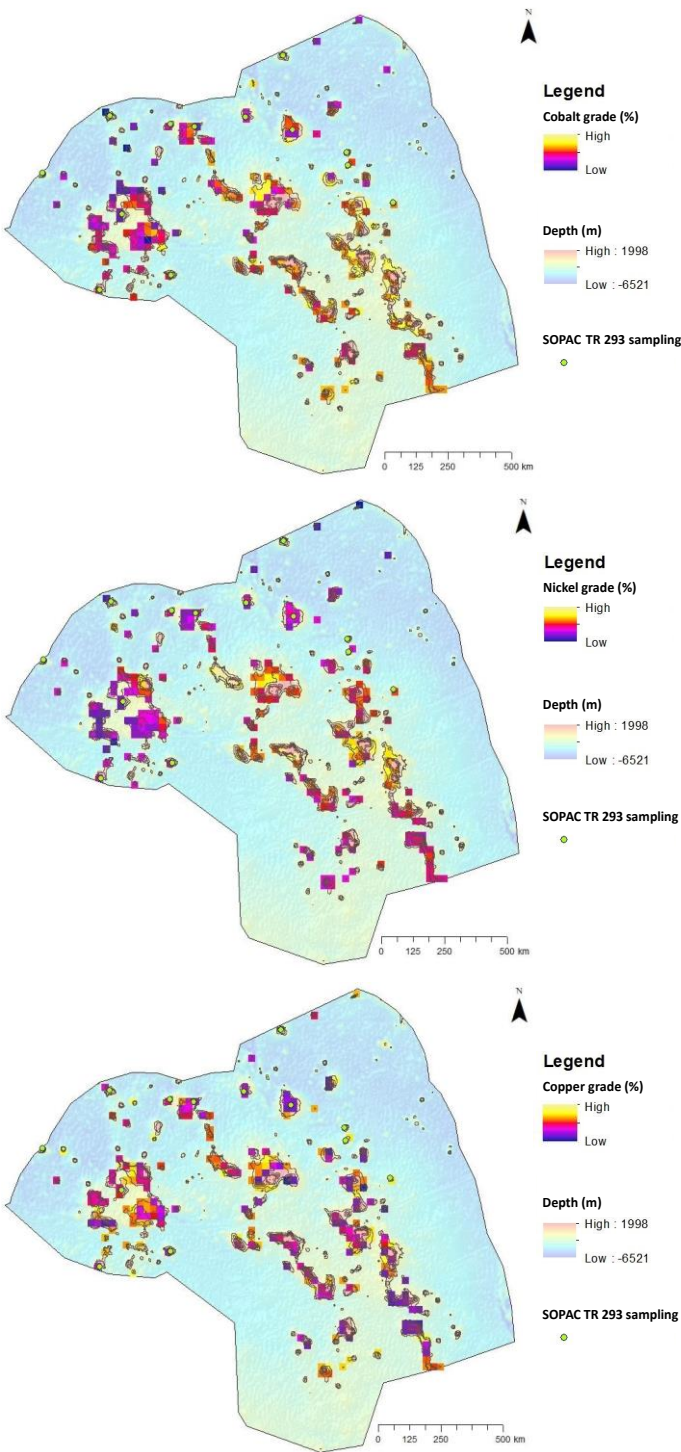 N
Legend
Cobalt grade (%)
High
Low
Depth (m)
High : 1998
Low : -6521
SOPAC TR 293 sampling
0 125 250 500 km
N
Legend
Nickel grade (%)
High
Low
Depth (m)
High : 1998
Low : -6521
SOPAC TR 293 sampling
0 125 250 500 km
N
Legend
Copper grade (%)
High
Low
Depth (m)
High : 1998
Low : -6521
SOPAC TR 293 sampling
0 125 250 500 km